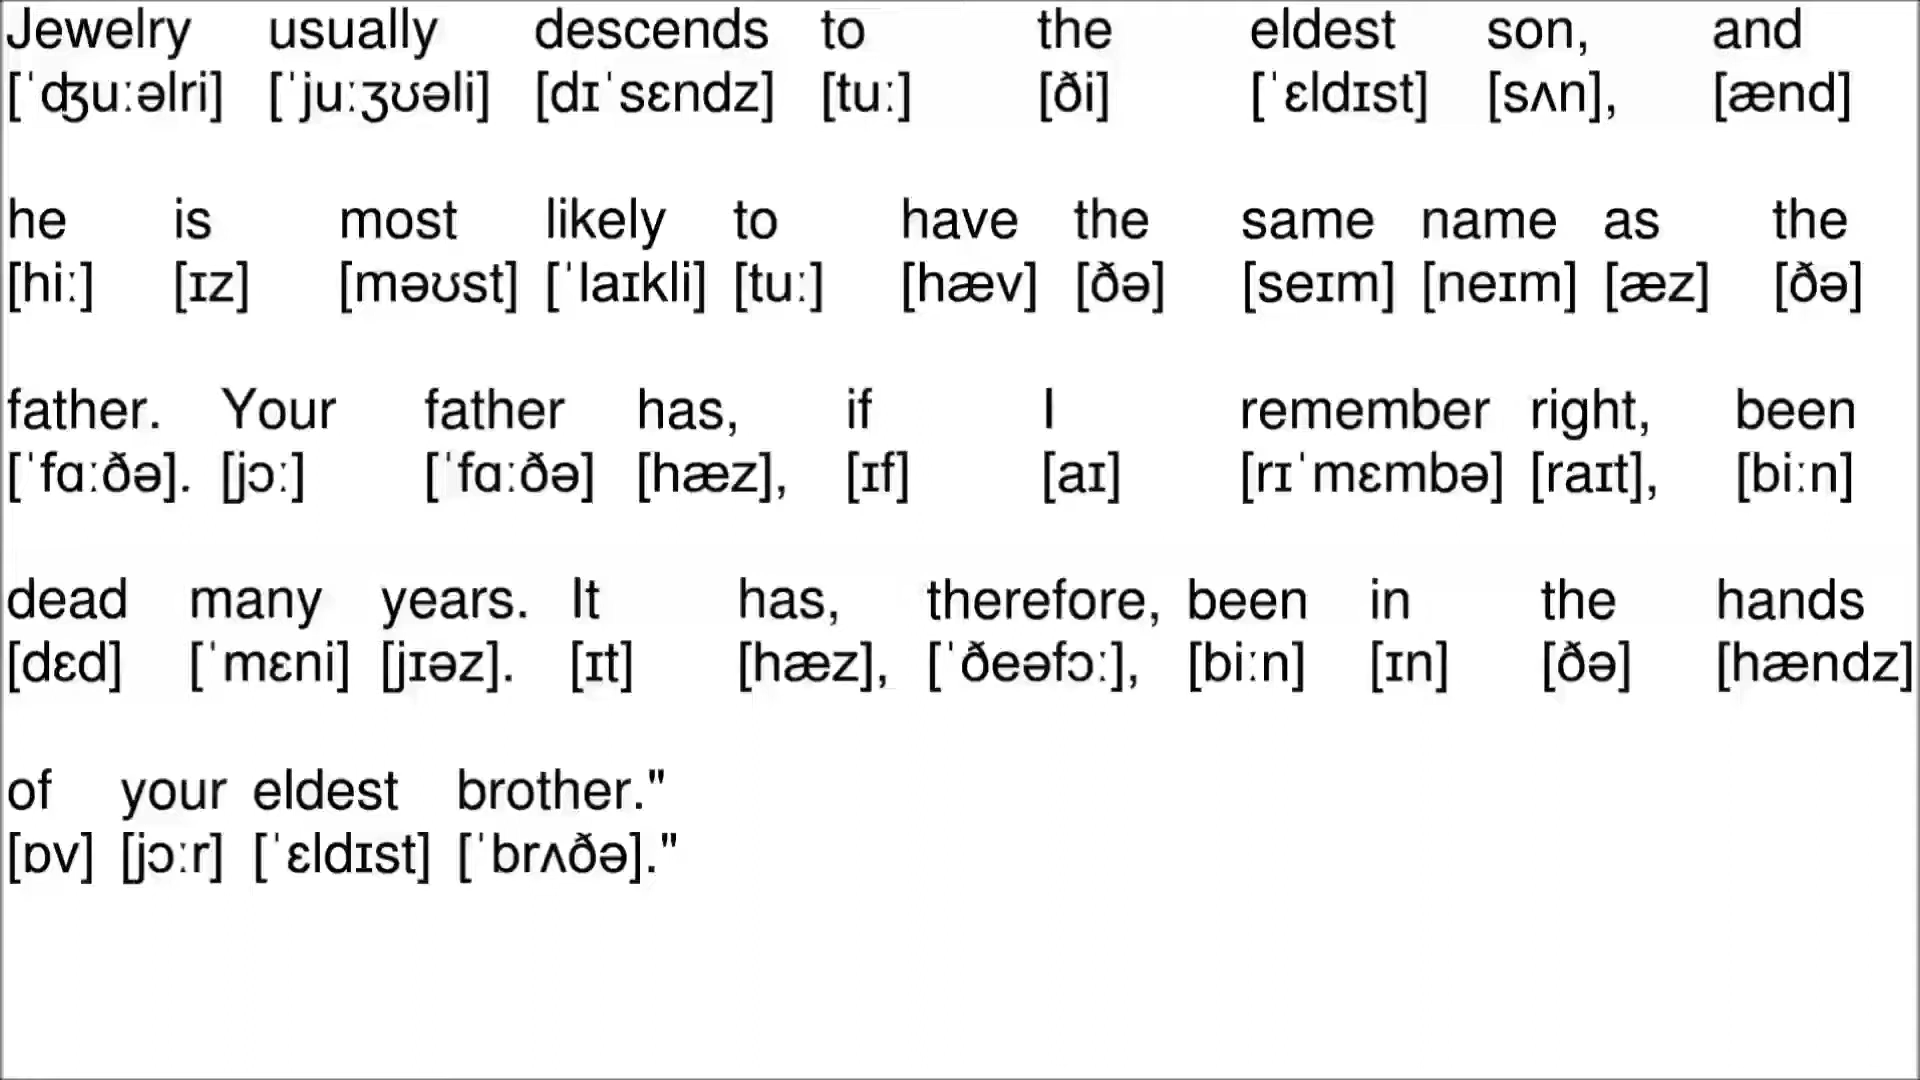 Jewelry usually descends to the eldest son, and
[ˈʤuːəlri] [ˈjuːʒʊəli] [dɪˈsɛndz] [tuː] [ði] [ˈɛldɪst] [sʌn], [ænd]
he is most likely to have the same name as the
[hiː] [ɪz] [məʊst] [ˈlaɪkli] [tuː] [hæv] [ðə] [seɪm] [neɪm] [æz] [ðə]
father. Your father has, if I remember right, been
[ˈfɑːðə]. [jɔː] [ˈfɑːðə] [hæz], [ɪf] [aɪ] [rɪˈmɛmbə] [raɪt], [biːn]
dead many years. It has, therefore, been in the hands
[dɛd] [ˈmɛni] [jɪəz]. [ɪt] [hæz], [ˈðeəfɔː], [biːn] [ɪn] [ðə] [hændz]
of your eldest brother."
[ɒv] [jɔːr] [ˈɛldɪst] [ˈbrʌðə]."